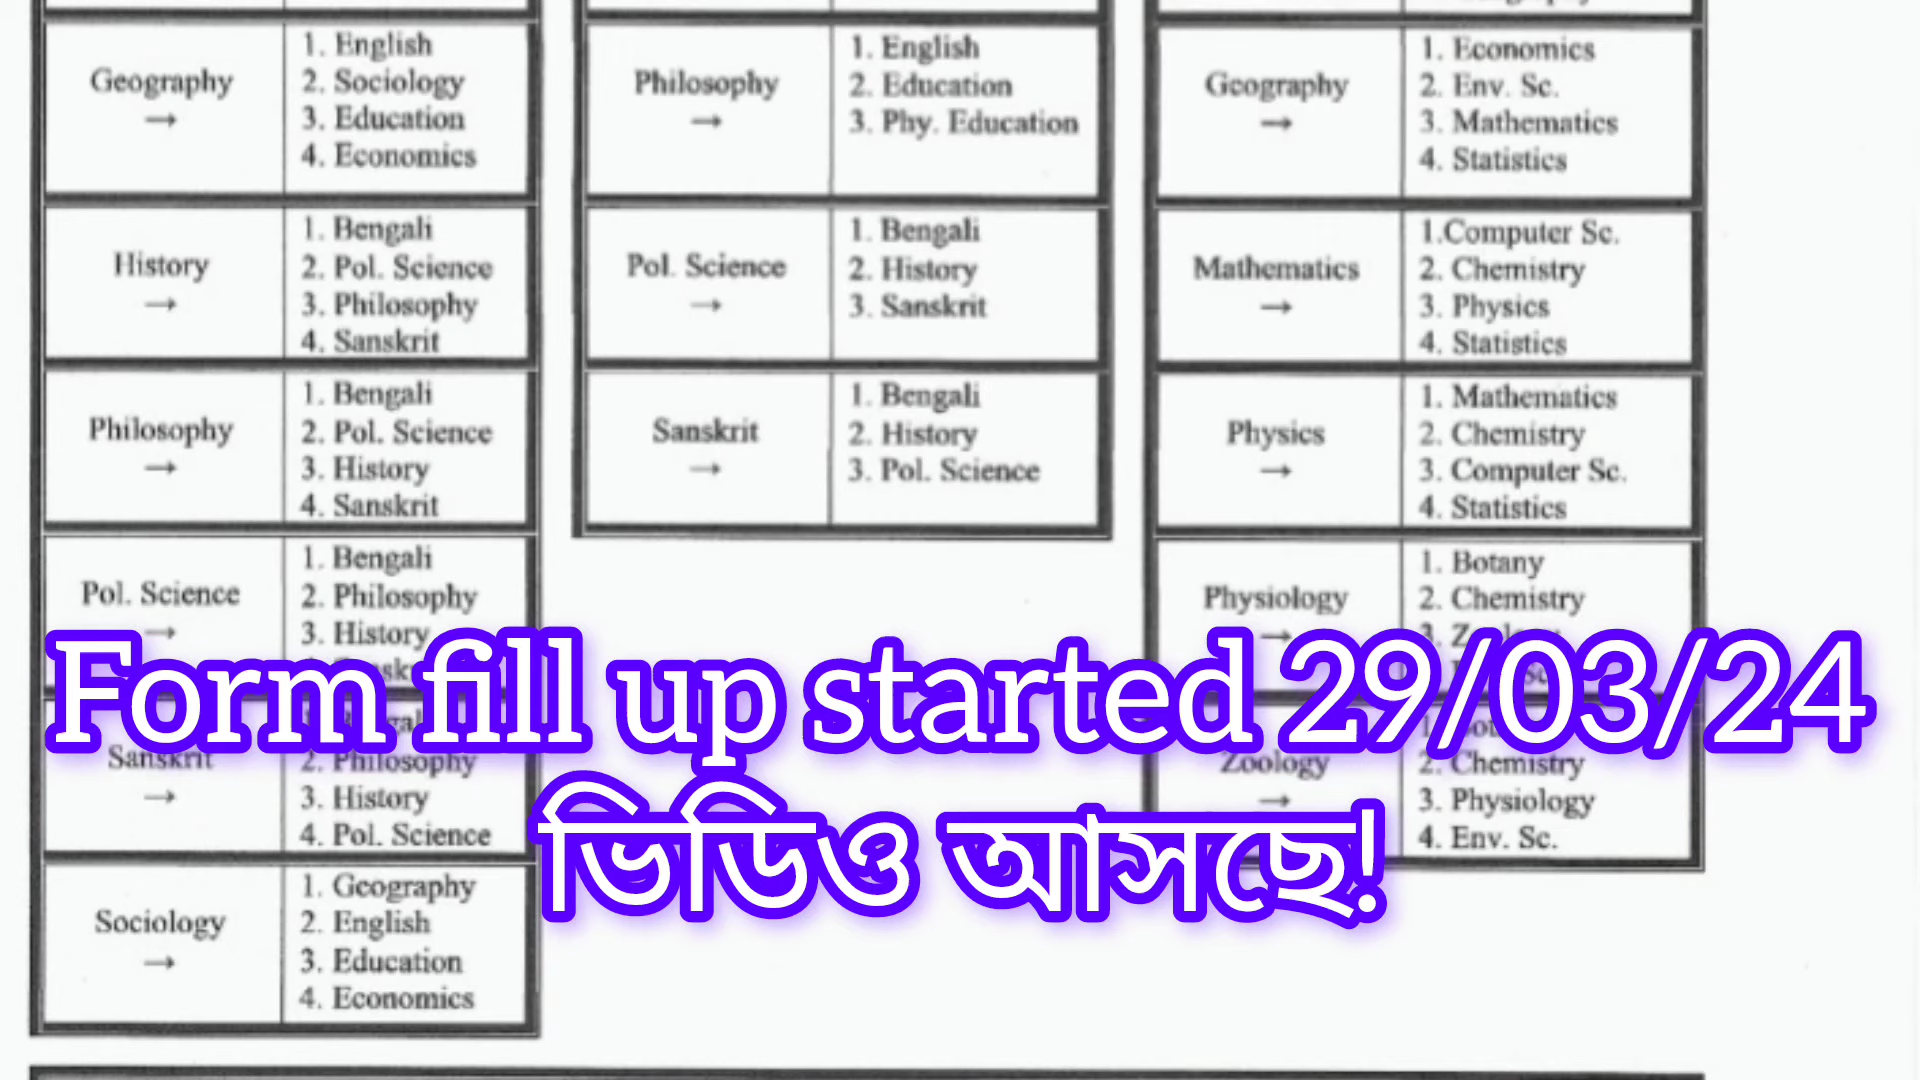 Geography
→
1. English
2. Sociology
3. Education
4. Economics
History
→
1. Bengali
2. Pol. Science
3. Philosophy
4. Sanskrit
Philosophy
→
1. Bengali
2. Pol. Science
3. History
4. Sanskrit
Pol. Science
→
1. Bengali
2. Philosophy
3. History
Sanskrit
→
2. Philosophy
3. History
4. Pol. Science
Sociology
→
1. Geography
2. English
3. Education
4. Economics
Philosophy
→
1. English
2. Education
3. Phy. Education
Pol. Science
→
1. Bengali
2. History
3. Sanskrit
Sanskrit
→
1. Bengali
2. History
3. Pol. Science
Geography
→
1. Economics
2. Env. Sc.
3. Mathematics
4. Statistics
Mathematics
→
1.Computer Sc.
2. Chemistry
3. Physics
4. Statistics
Physics
→
1. Mathematics
2. Chemistry
3. Computer Sc.
4. Statistics
Physiology
→
1. Botany
2. Chemistry
Zoology
→
2. Chemistry
3. Physiology
4. Env. Sc.
Form fill up started 29/03/24
ভিডিও আসছে!